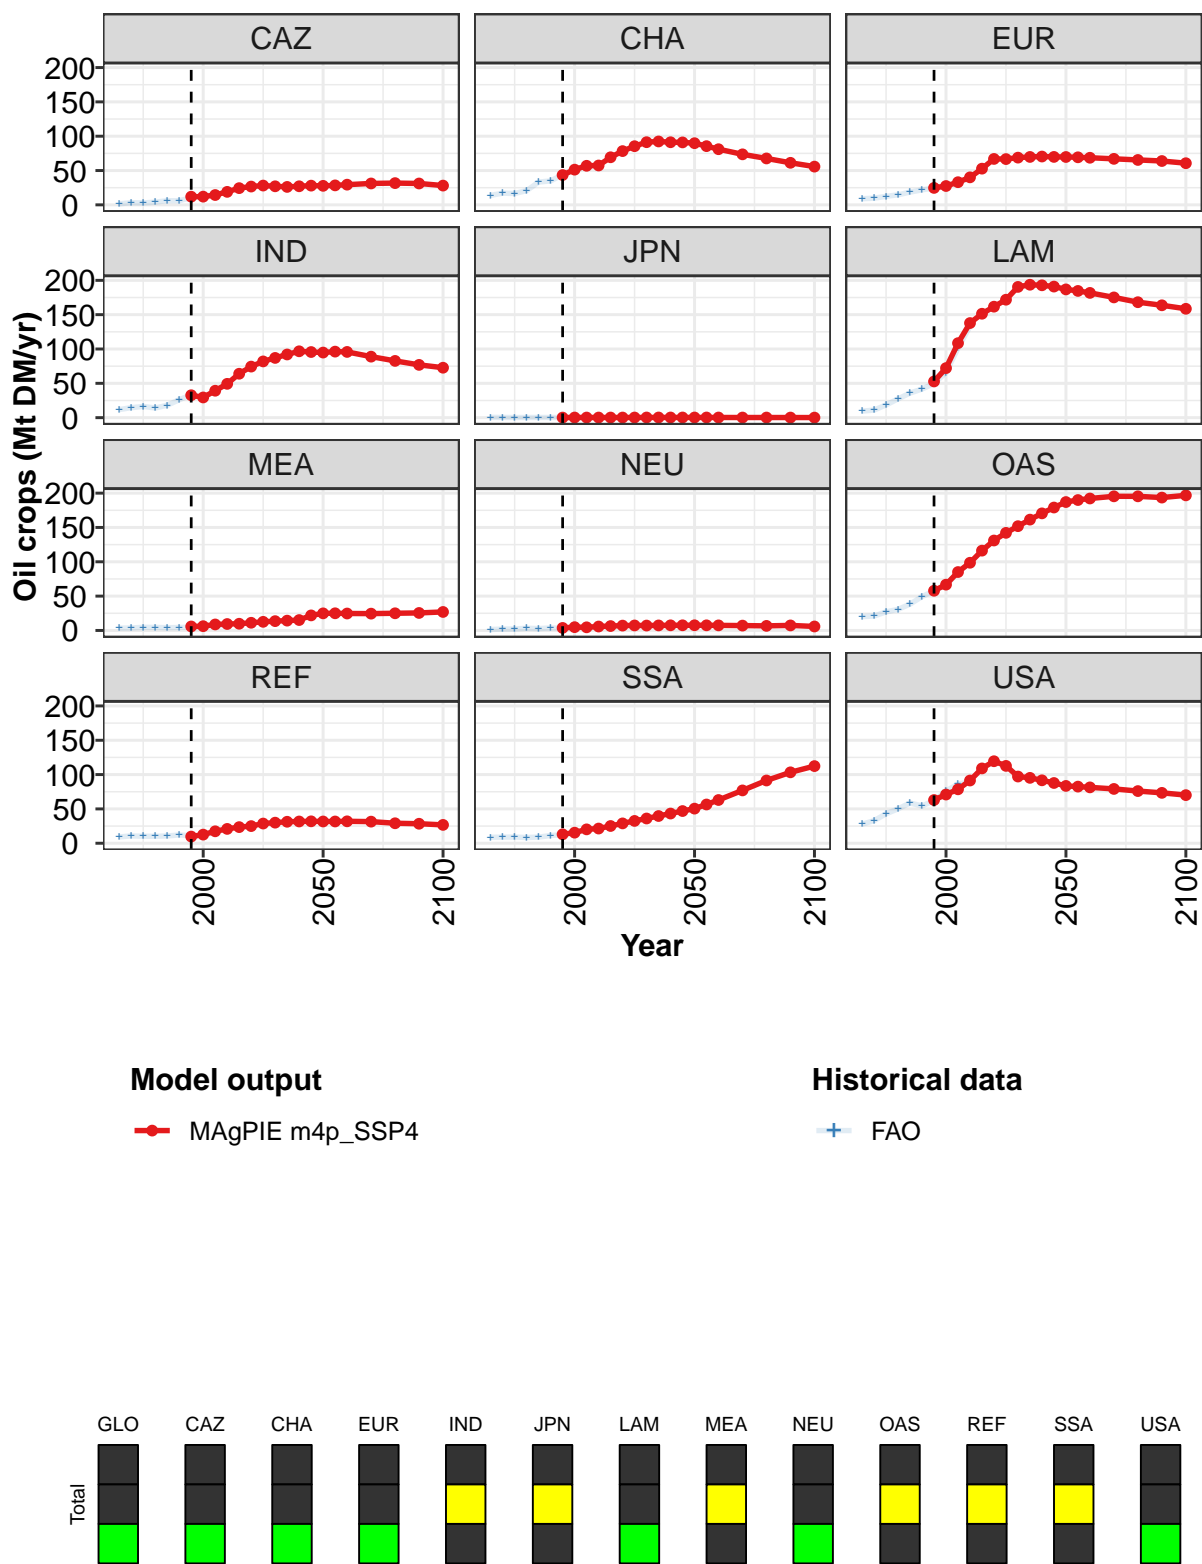 CAZ CHA EUR
200
150
100
50
0
IND JPN LAM
200
150
100
50
0
MEA NEU OAS
200
150
100
50
0
REF SSA USA
200
150
100
50
0
Oil crops (Mt DM/yr)
2000 2050 2100 2000 2050 2100 2000 2050 2100
Year
Model output Historical data
MAgPIE m4p_SSP4 FAO
GLO CAZ CHA EUR IND JPN LAM MEA NEU OAS REF SSA USA
Total